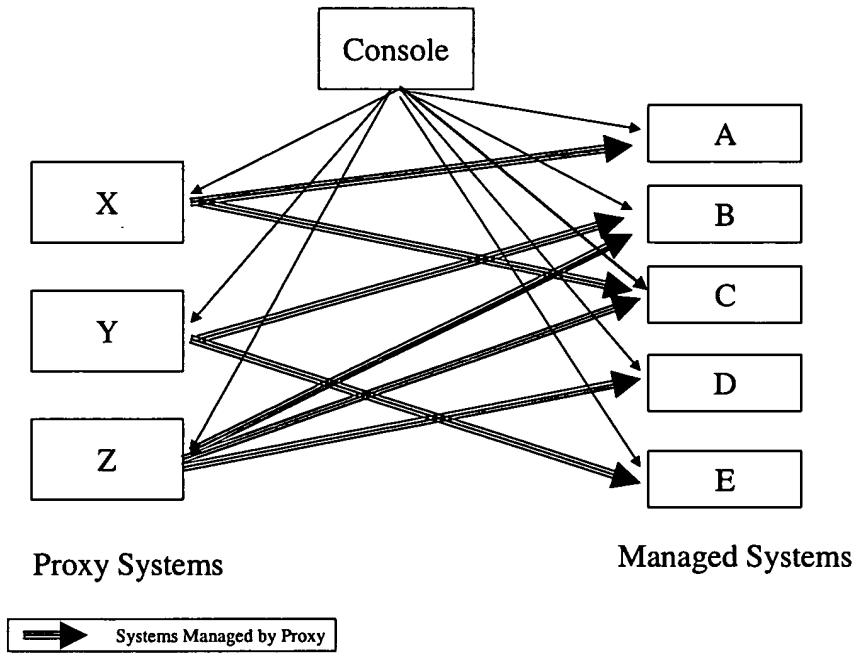 Console
A
X
B
C
Y
D
Z
E
Proxy Systems
Managed Systems
Systems Managed by Proxy